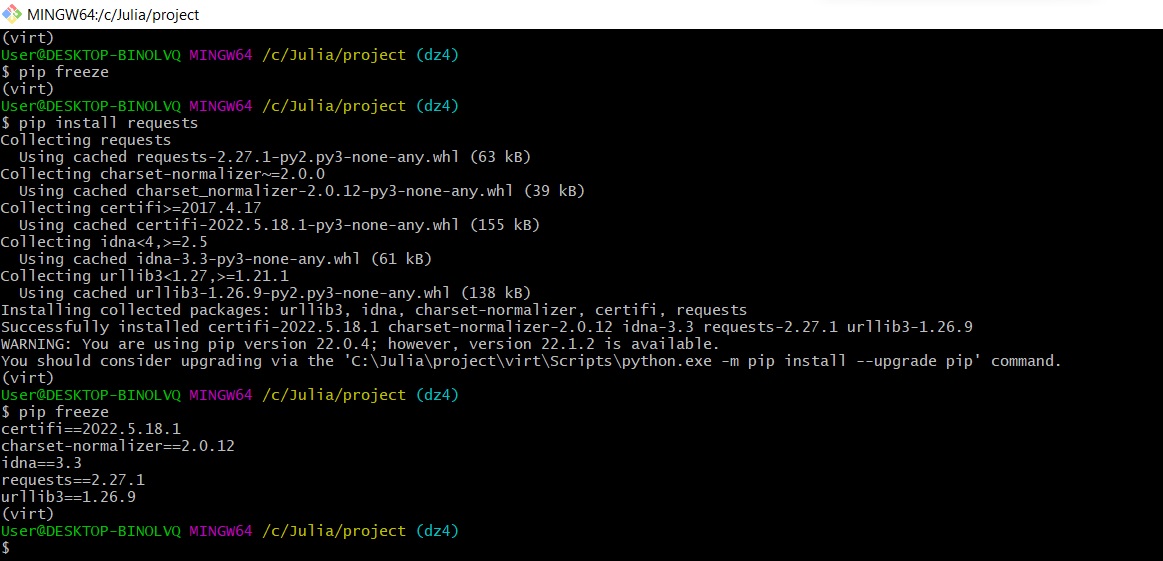 MINGW64:/c/Julia/project
(virt)
User@DESKTOP-BINOLVQ MINGW64 /c/Julia/project (dz4)
$ pip freeze
(virt)
User@DESKTOP-BINOLVQ MINGW64 /c/Julia/project (dz4)
$ pip install requests
Collecting requests
  Using cached requests-2.27.1-py2.py3-none-any.whl (63 kB)
Collecting charset-normalizer~=2.0.0
  Using cached charset_normalizer-2.0.12-py3-none-any.whl (39 kB)
Collecting certifi>=2017.4.17
  Using cached certifi-2022.5.18.1-py3-none-any.whl (155 kB)
Collecting idna<4,>=2.5
  Using cached idna-3.3-py3-none-any.whl (61 kB)
Collecting urllib3<1.27,>=1.21.1
  Using cached urllib3-1.26.9-py2.py3-none-any.whl (138 kB)
Installing collected packages: urllib3, idna, charset-normalizer, certifi, requests
Successfully installed certifi-2022.5.18.1 charset-normalizer-2.0.12 idna-3.3 requests-2.27.1 urllib3-1.26.9
WARNING: You are using pip version 22.0.4; however, version 22.1.2 is available.
You should consider upgrading via the 'C:\Julia\project\virt\Scripts\python.exe -m pip install --upgrade pip' command.
(virt)
User@DESKTOP-BINOLVQ MINGW64 /c/Julia/project (dz4)
$ pip freeze
certifi==2022.5.18.1
charset-normalizer==2.0.12
idna==3.3
requests==2.27.1
urllib3==1.26.9
(virt)
User@DESKTOP-BINOLVQ MINGW64 /c/Julia/project (dz4)
$